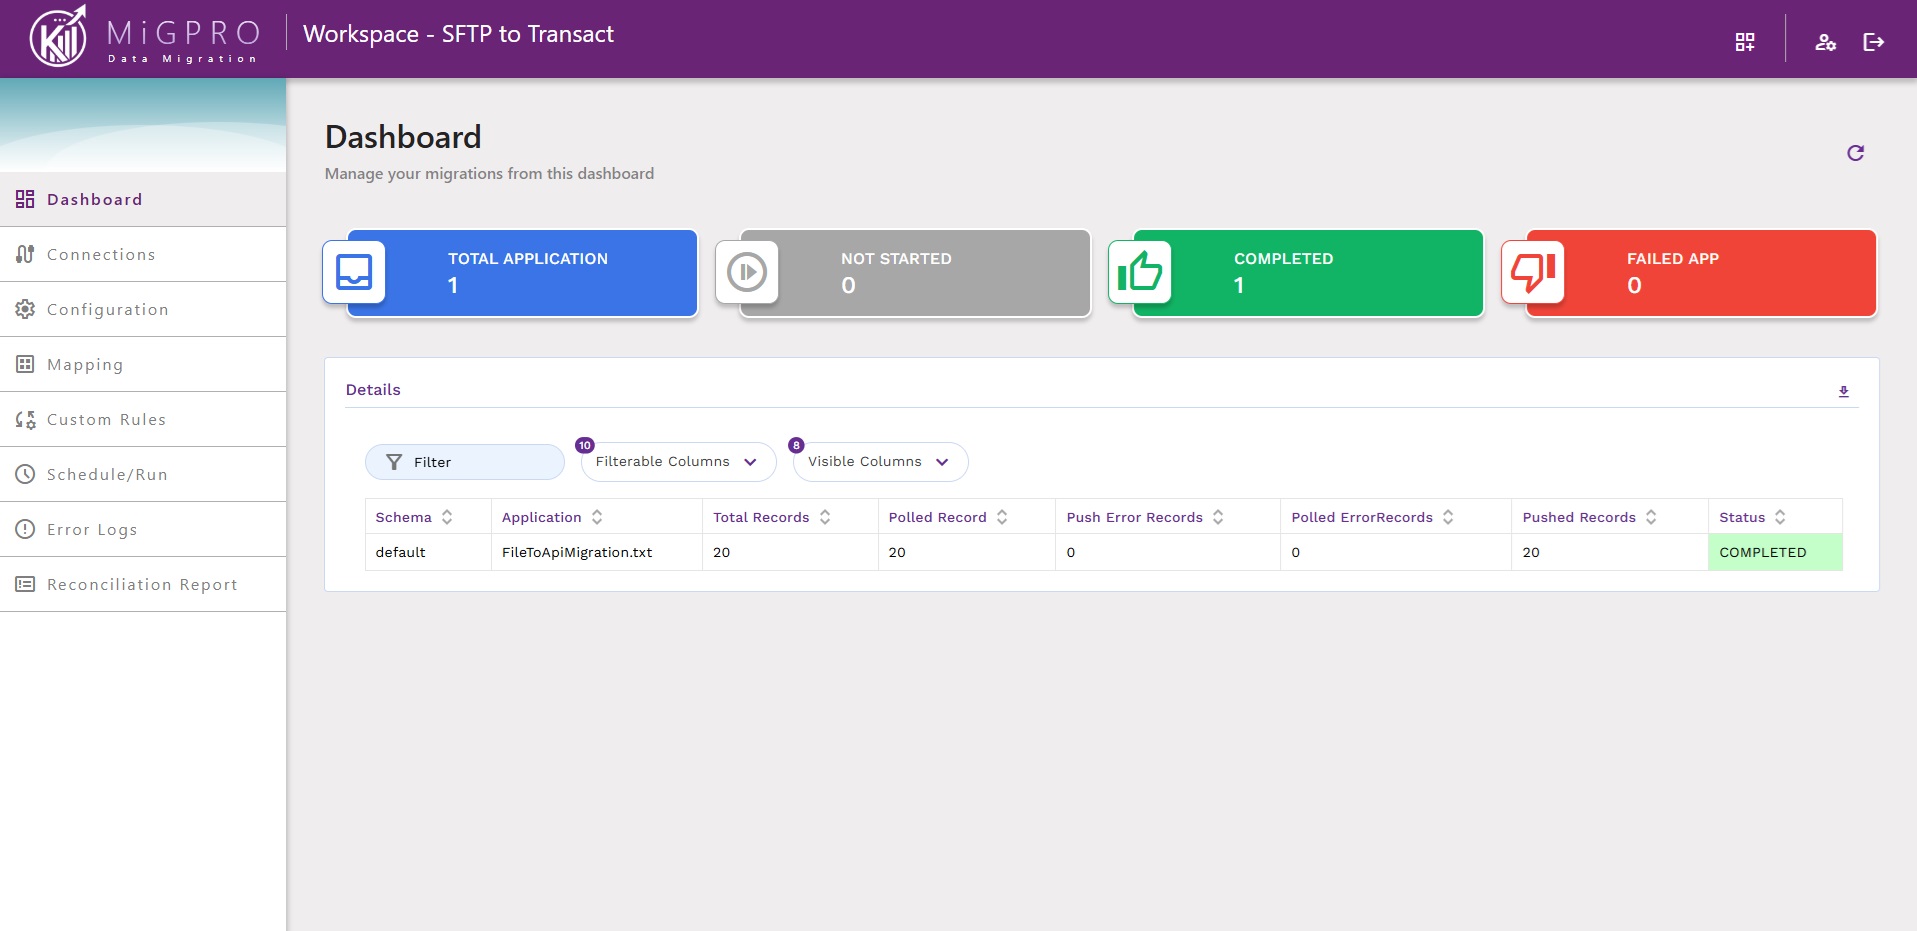 MiGPRO
Data Migration
Workspace - SFTP to Transact
Dashboard
Connections
Configuration
Mapping
Custom Rules
Schedule/Run
Error Logs
Reconciliation Report
Dashboard
Manage your migrations from this dashboard
TOTAL APPLICATION
1
NOT STARTED
0
COMPLETED
1
FAILED APP
0
Details
Filter
10
Filterable Columns
8
Visible Columns
Schema Application Total Records Polled Record Push Error Records Polled ErrorRecords Pushed Records Status
default FileToApiMigration.txt 20 20 0 0 20 COMPLETED